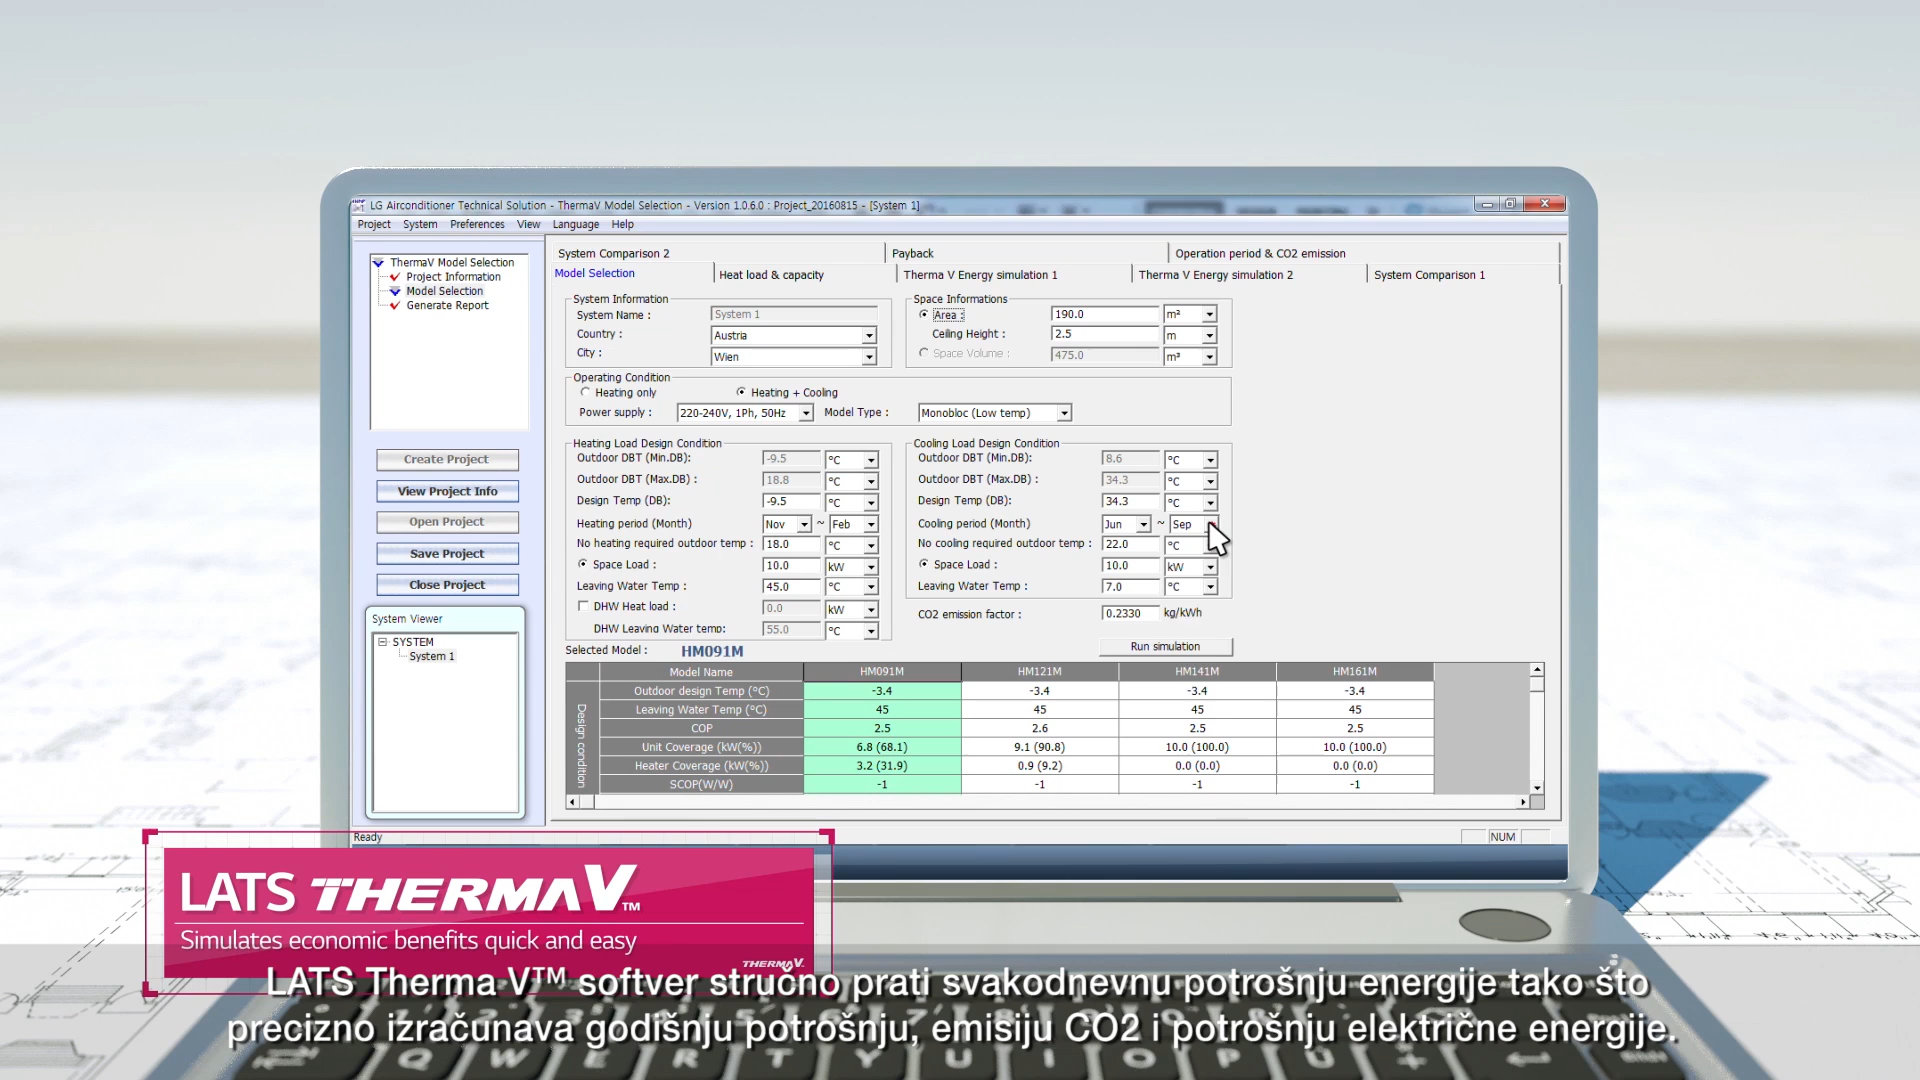 LG Airconditioner Technical Solution - ThermaV Model Selection - Version 1.0.6.0 : Project_20160815 - [System 1]
Project System Preferences View Language Help
ThermaV Model Selection
Project Information
Model Selection
Generate Report
Create Project
View Project Info
Open Project
Save Project
Close Project
System Viewer
SYSTEM
System 1
System Comparison 2 Payback Operation period & CO2 emission
Model Selection Heat load & capacity Therma V Energy simulation 1 Therma V Energy simulation 2 System Comparison 1
System Information
System Name : System 1
Country : Austria
City : Wien
Space Informations
Area : 190.0 m²
Ceiling Height : 2.5 m
Space Volume : 475.0 m³
Operating Condition
Heating only Heating + Cooling
Power supply : 220-240V, 1Ph, 50Hz Model Type : Monobloc (Low temp)
Heating Load Design Condition
Outdoor DBT (Min.DB): -9.5 °C
Outdoor DBT (Max.DB) : 18.8 °C
Design Temp (DB): -9.5 °C
Heating period (Month) Nov ~ Feb
No heating required outdoor temp : 18.0 °C
Space Load : 10.0 kW
Leaving Water Temp : 45.0 °C
DHW Heat load : 0.0 kW
DHW Leaving Water temp: 55.0 °C
Cooling Load Design Condition
Outdoor DBT (Min.DB): 8.6 °C
Outdoor DBT (Max.DB) : 34.3 °C
Design Temp (DB): 34.3 °C
Cooling period (Month) Jun ~ Sep
No cooling required outdoor temp : 22.0 °C
Space Load : 10.0 kW
Leaving Water Temp : 7.0 °C
CO2 emission factor : 0.2330 kg/kWh
Run simulation
Selected Model : HM091M
Design condition
Model Name HM091M HM121M HM141M HM161M
Outdoor design Temp (°C) -3.4 -3.4 -3.4 -3.4
Leaving Water Temp (°C) 45 45 45 45
COP 2.5 2.6 2.5 2.5
Unit Coverage (kW(%)) 6.8 (68.1) 9.1 (90.8) 10.0 (100.0) 10.0 (100.0)
Heater Coverage (kW(%)) 3.2 (31.9) 0.9 (9.2) 0.0 (0.0) 0.0 (0.0)
SCOP(W/W) -1 -1 -1 -1
Ready NUM
LATS THERMA V™
Simulates economic benefits quick and easy
THERMA V.
LATS Therma V™ softver stručno prati svakodnevnu potrošnju energije tako što
precizno izračunava godišnju potrošnju, emisiju CO2 i potrošnju električne energije.
Q W E R T Y U I O P Ü